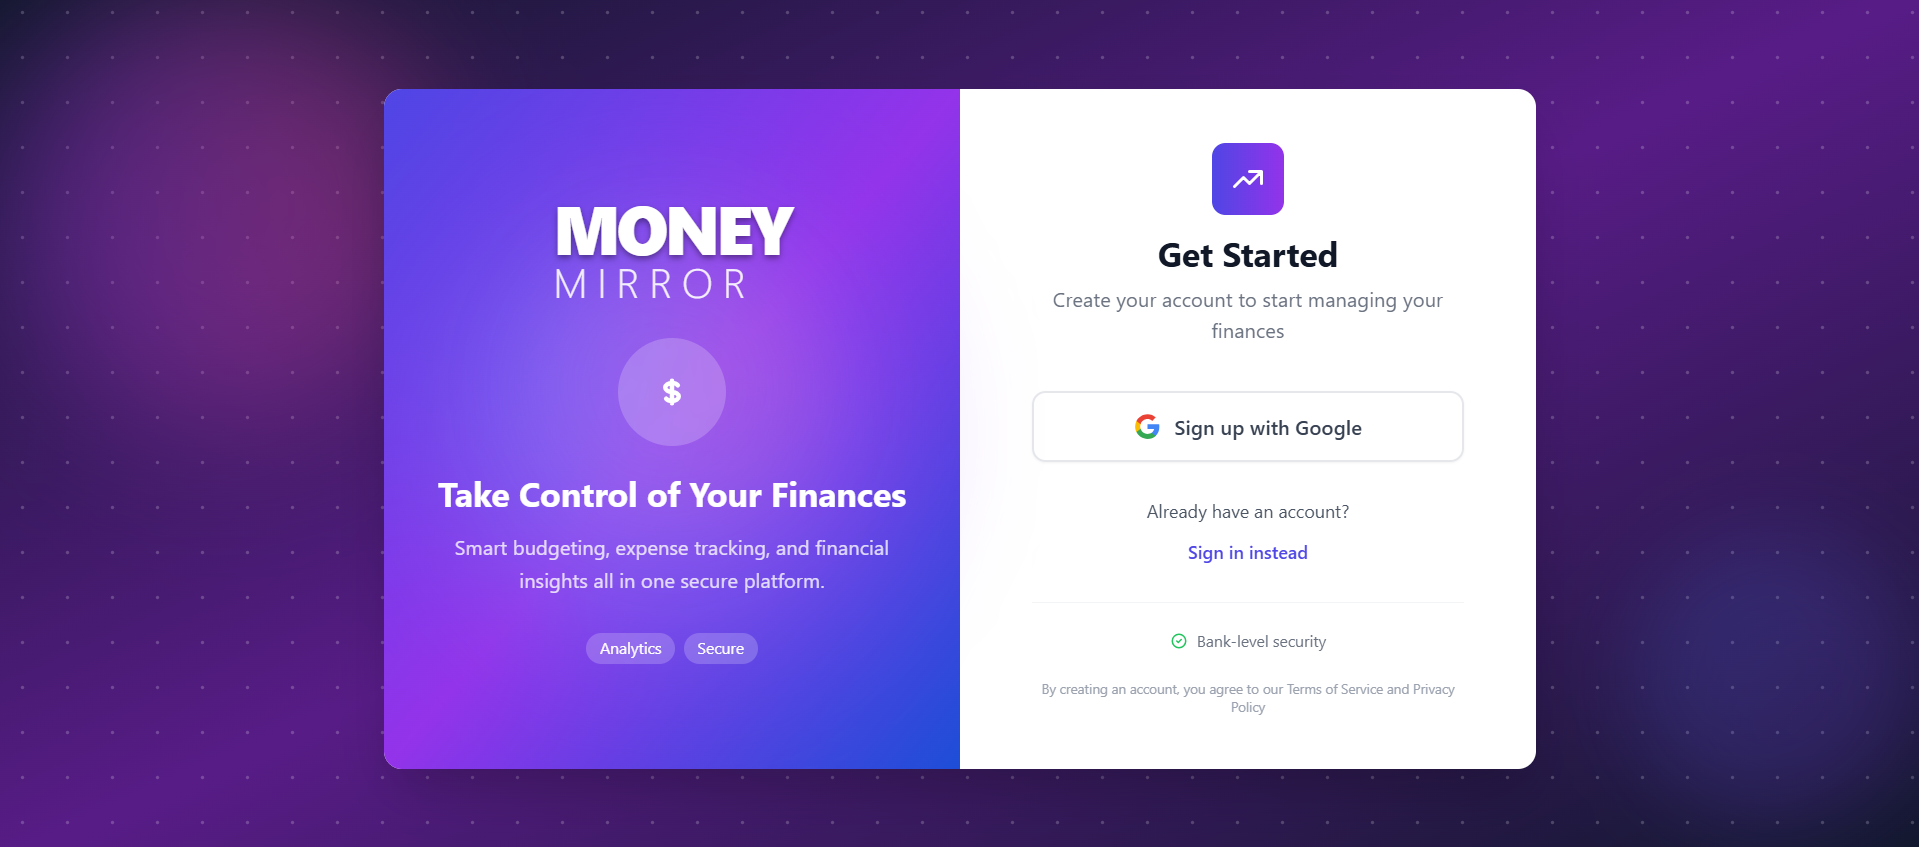 MONEY
MIRROR
$
Take Control of Your Finances
Smart budgeting, expense tracking, and financial
insights all in one secure platform.
Analytics
Secure
Get Started
Create your account to start managing your
finances
Sign up with Google
Already have an account?
Sign in instead
Bank-level security
By creating an account, you agree to our Terms of Service and Privacy
Policy